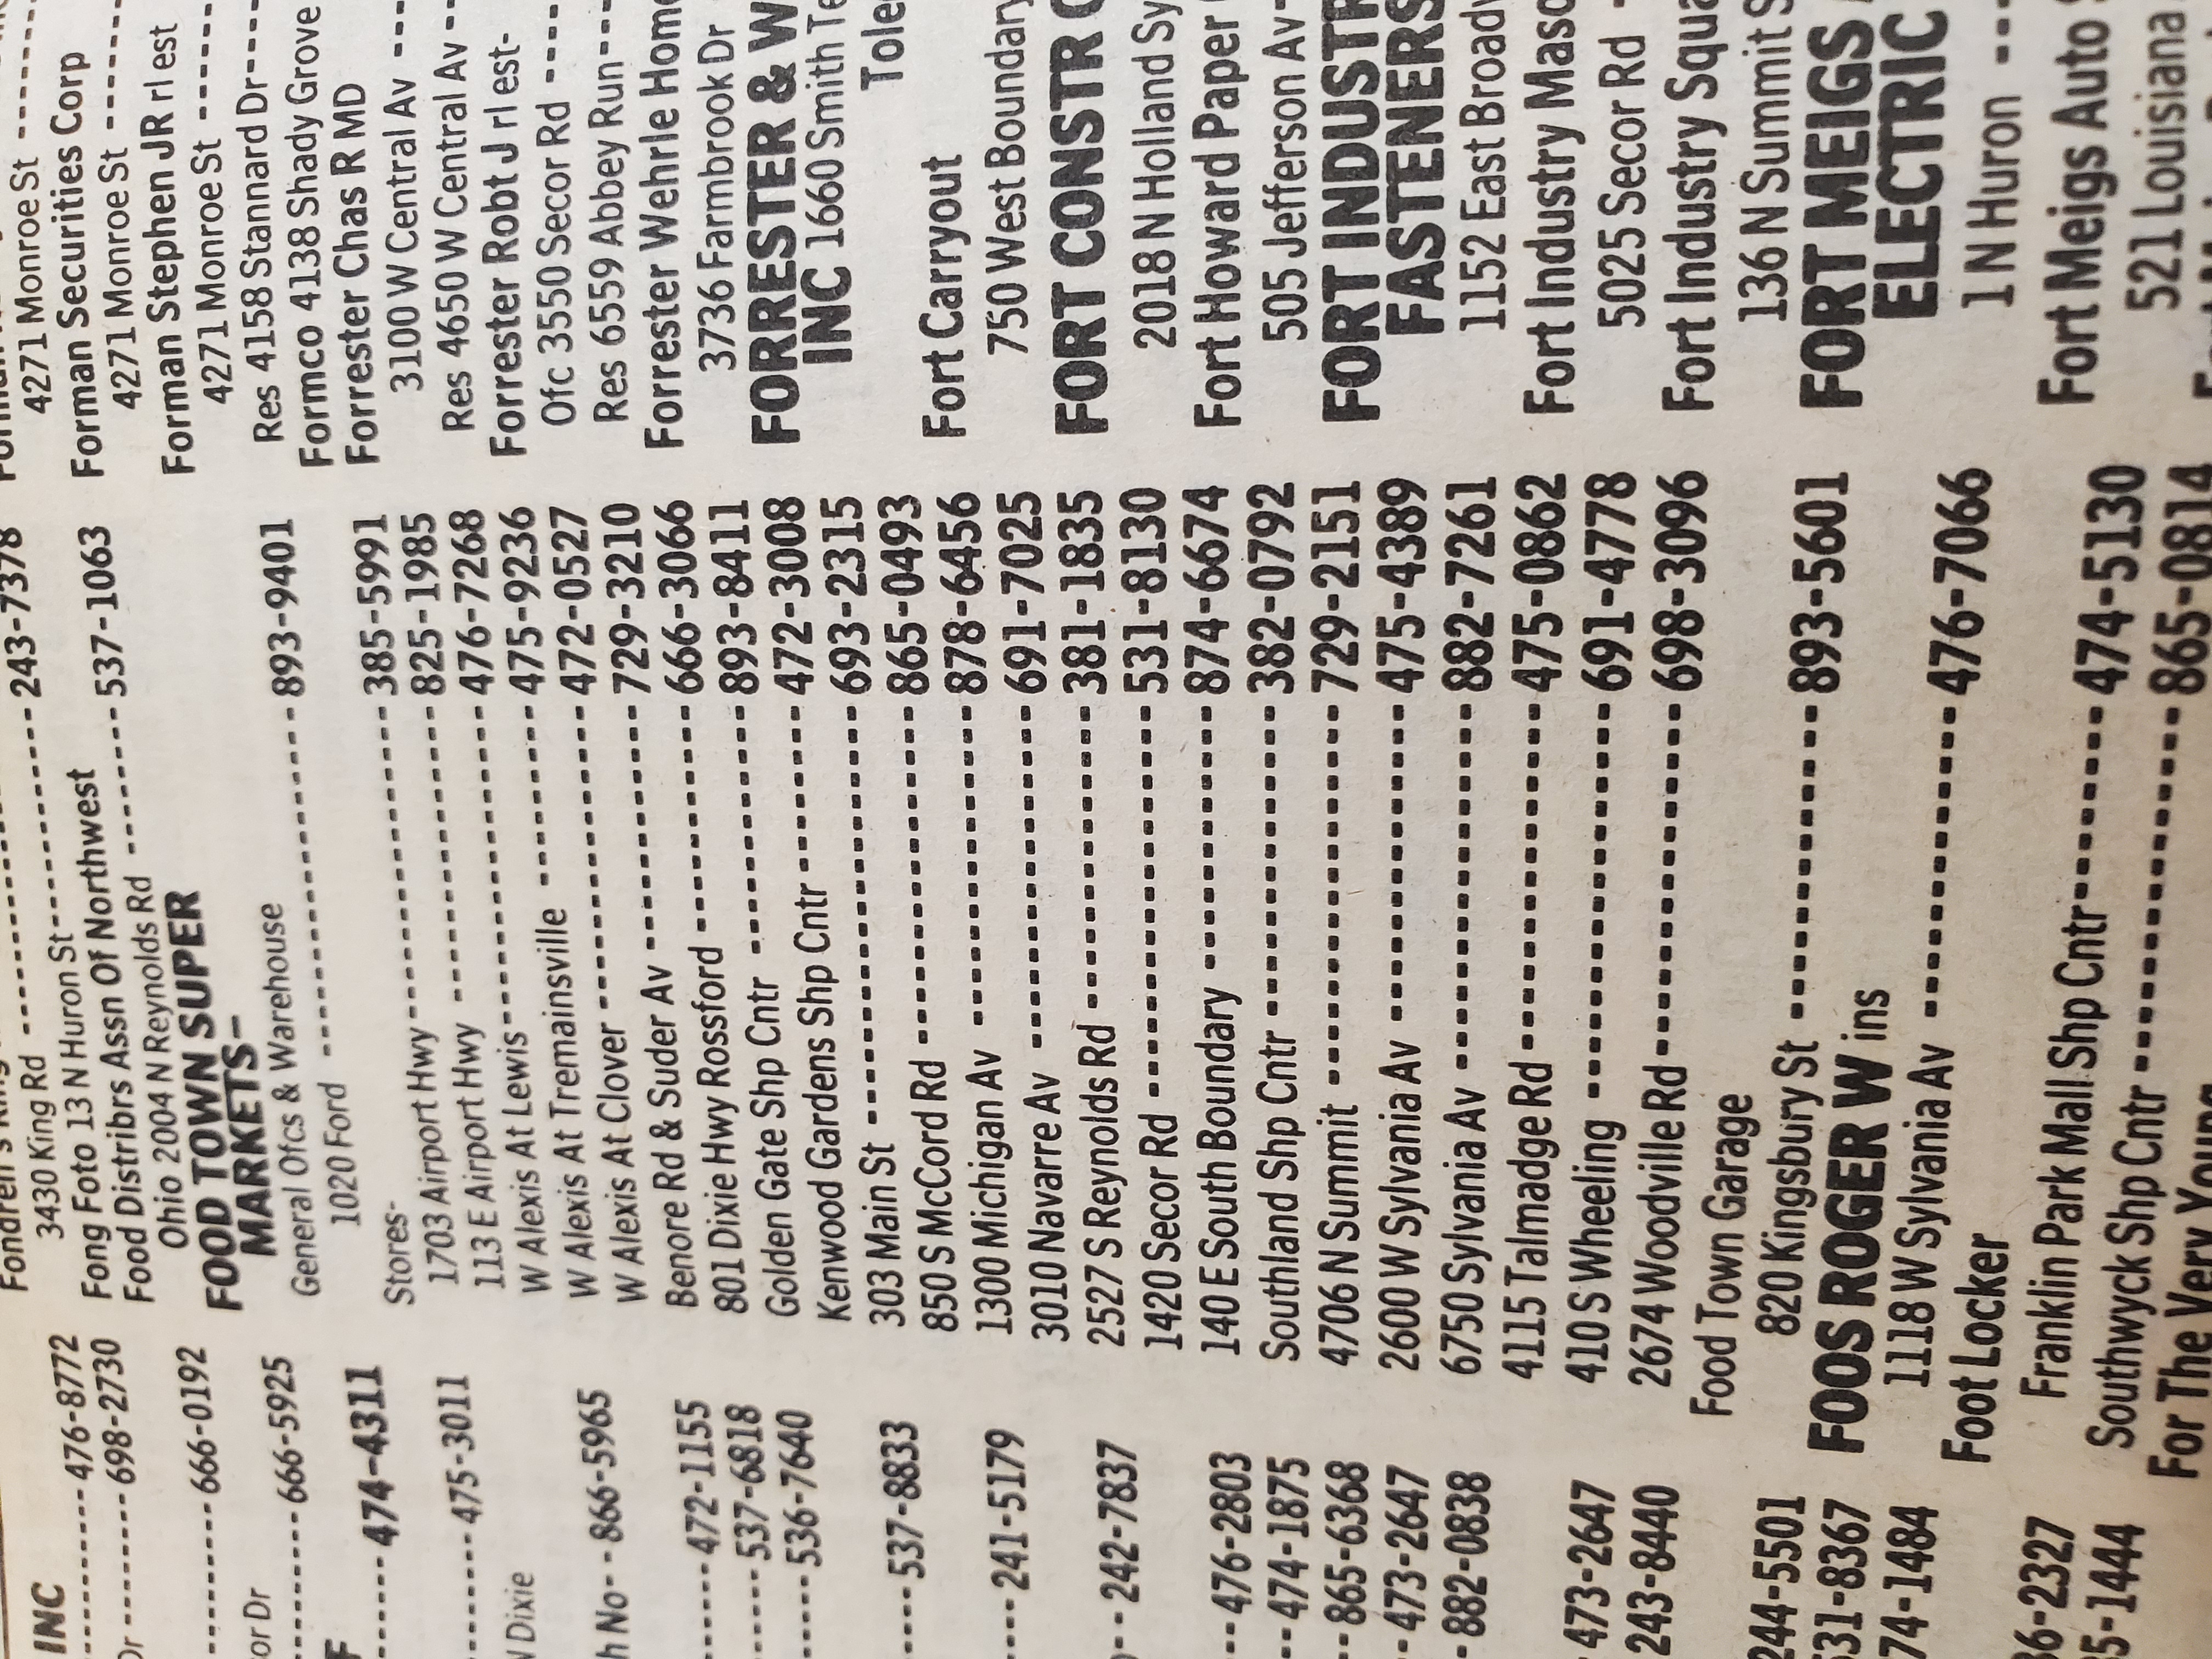 INC
476-8772
Dr 698-2730
666-0192
or Dr
666-5925
474-4311
475-3011
Dixie
h No 866-5965
472-1155
537-6818
536-7640
537-6833
241-5179
242-7837
476-2803
474-1875
865-6368
473-2647
882-0838
473-2647
243-8440
244-5501
531-8367
74-1484
36-2327
35-1444
3430 King Rd 243-7378
Fong Foto 13 N Huron St
Food Distribrs Assn Of Northwest
Ohio 2004 N Reynolds Rd 537-1063
FOOD TOWN SUPER
MARKETS-
General Ofcs & Warehouse
1020 Ford 893-9401
Stores-
1703 Airport Hwy 385-5991
113 E Airport Hwy 825-1985
W Alexis At Lewis 476-7268
W Alexis At Tremainsville 475-9236
W Alexis At Clover 472-0527
Benore Rd & Suder Av 729-3210
801 Dixie Hwy Rossford 666-3066
Golden Gate Shp Cntr 893-8411
Kenwood Gardens Shp Cntr 472-3008
303 Main St 693-2315
850 S McCord Rd 865-0493
1300 Michigan Av 878-6456
3010 Navarre Av 691-7025
2527 S Reynolds Rd 381-1835
1420 Secor Rd 531-8130
140 E South Boundary 874-6674
Southland Shp Cntr 382-0792
4706 N Summit 729-2151
2600 W Sylvania Av 475-4389
6750 Sylvania Av 882-7261
4115 Talmadge Rd 475-0862
410 S Wheeling 691-4778
2674 Woodville Rd 698-3096
Food Town Garage
820 Kingsbury St 893-5601
FOOS ROGER W ins
1118 W Sylvania Av 476-7066
Foot Locker
Franklin Park Mall Shp Cntr 474-5130
Southwyck Shp Cntr 865-0814
For The Very Young
4271 Monroe St
Forman Securities Corp
4271 Monroe St
Forman Stephen JR rl est
4271 Monroe St
Res 4158 Stannard Dr
Formco 4138 Shady Grove
Forrester Chas R MD
3100 W Central Av
Res 4650 W Central Av
Forrester Robt J rl est-
Ofc 3550 Secor Rd
Res 6559 Abbey Run
Forrester Wehrle Home
3736 Farmbrook Dr
FORRESTER & W
INC 1660 Smith Te
Tole
Fort Carryout
750 West Boundary
FORT CONSTR C
2018 N Holland Sy
Fort Howard Paper
505 Jefferson Av
FORT INDUSTR
FASTENERS
1152 East Broadw
Fort Industry Maso
5025 Secor Rd
Fort Industry Squa
136 N Summit S
FORT MEIGS
ELECTRIC
1 N Huron
Fort Meigs Auto S
521 Louisiana